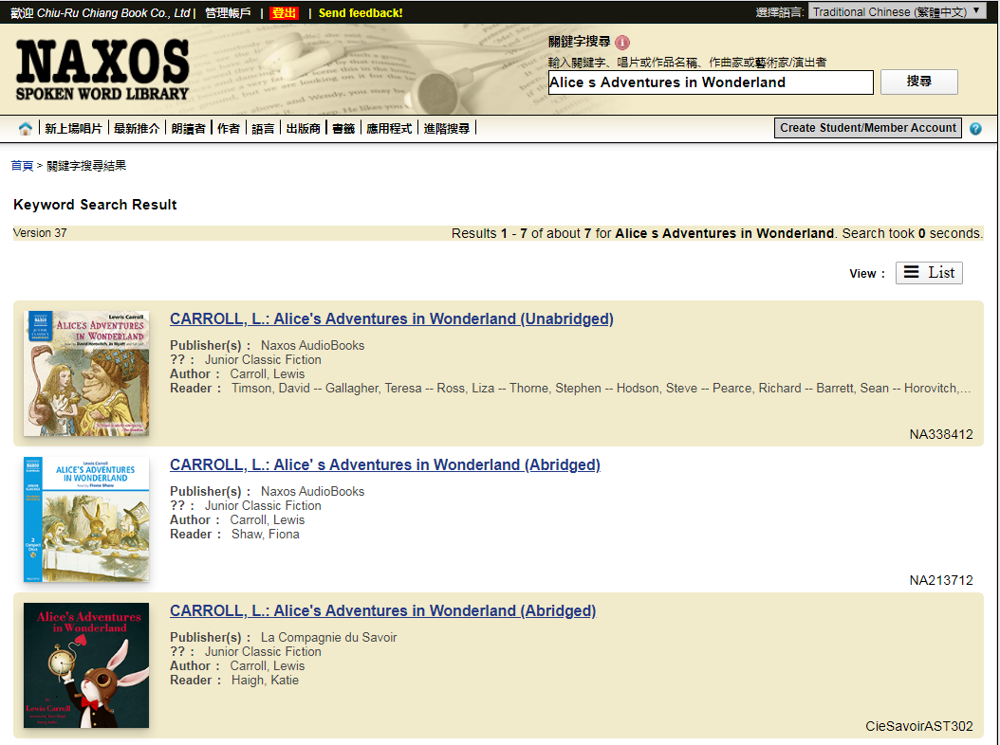 歡迎 Chiu-Ru Chiang Book Co., Ltd | 管理帳戶 | 登出 | Send feedback!
選擇語言: Traditional Chinese (繁體中文)
NAXOS
SPOKEN WORD LIBRARY
關鍵字搜尋
輸入關鍵字、唱片或作品名稱、作曲家或藝術家/演出者
Alice s Adventures in Wonderland
搜尋
新上場唱片 | 最新推介 | 朗讀者 | 作者 | 語言 | 出版商 | 書籤 | 應用程式 | 進階搜尋 |
Create Student/Member Account ?
首頁 > 關鍵字搜尋結果
Keyword Search Result
Version 37
Results 1 - 7 of about 7 for Alice s Adventures in Wonderland. Search took 0 seconds.
View : List
Lewis Carroll
ALICE'S ADVENTURES
IN WONDERLAND
CARROLL, L.: Alice's Adventures in Wonderland (Unabridged)
Publisher(s) : Naxos AudioBooks
?? : Junior Classic Fiction
Author : Carroll, Lewis
Reader : Timson, David -- Gallagher, Teresa -- Ross, Liza -- Thorne, Stephen -- Hodson, Steve -- Pearce, Richard -- Barrett, Sean -- Horovitch,...
NA338412
Lewis Carroll
ALICE'S ADVENTURES
IN WONDERLAND
Read by Fiona Shaw
CARROLL, L.: Alice' s Adventures in Wonderland (Abridged)
Publisher(s) : Naxos AudioBooks
?? : Junior Classic Fiction
Author : Carroll, Lewis
Reader : Shaw, Fiona
NA213712
Alice's Adventures
in Wonderland
by
Lewis Carroll
CARROLL, L.: Alice's Adventures in Wonderland (Abridged)
Publisher(s) : La Compagnie du Savoir
?? : Junior Classic Fiction
Author : Carroll, Lewis
Reader : Haigh, Katie
CieSavoirAST302